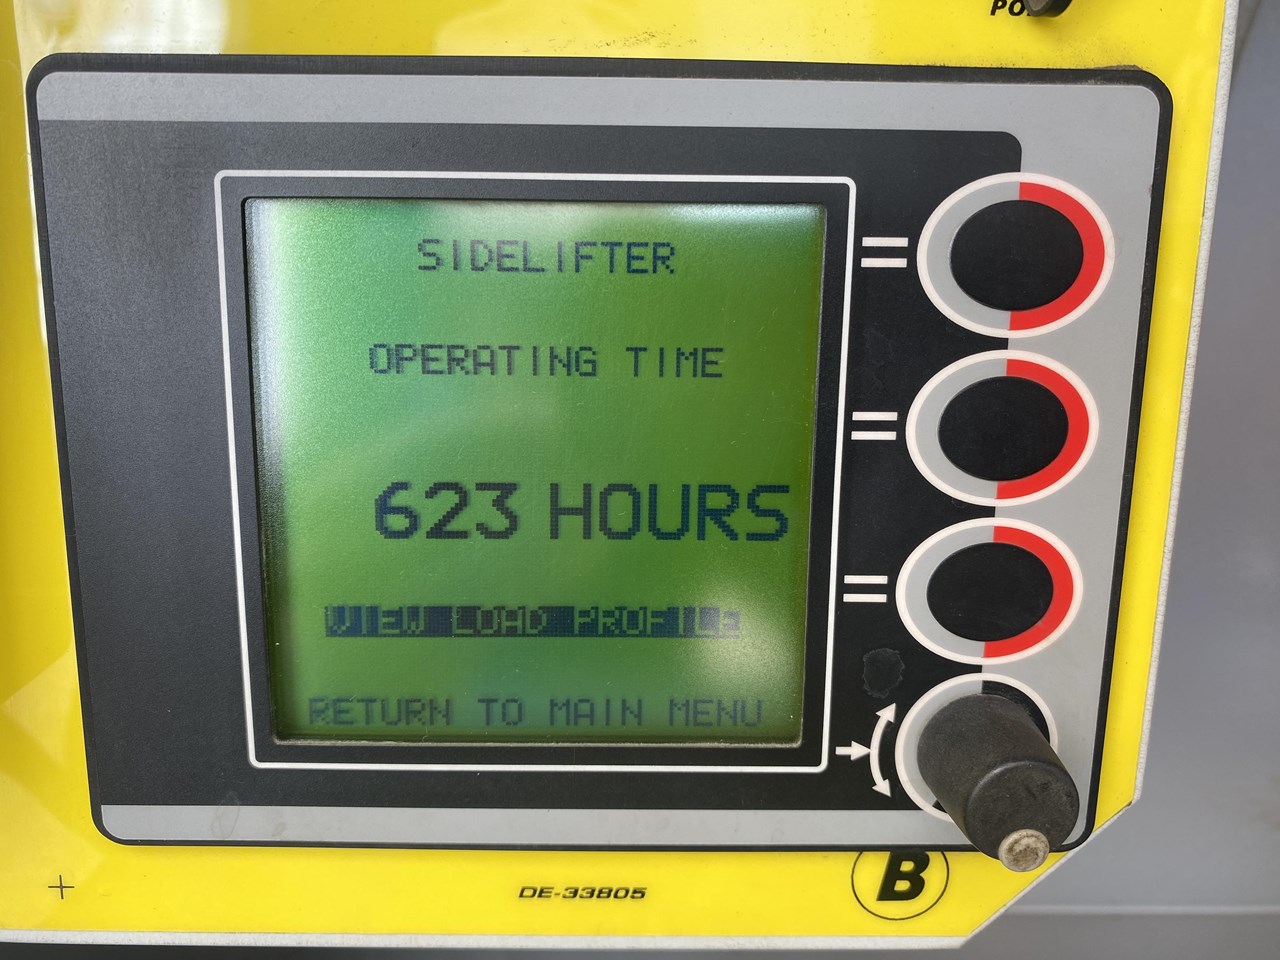 SIDELIFTER
OPERATING TIME
623 HOURS
VIEW LOAD PROFILE
RETURN TO MAIN MENU
DE-33805
B